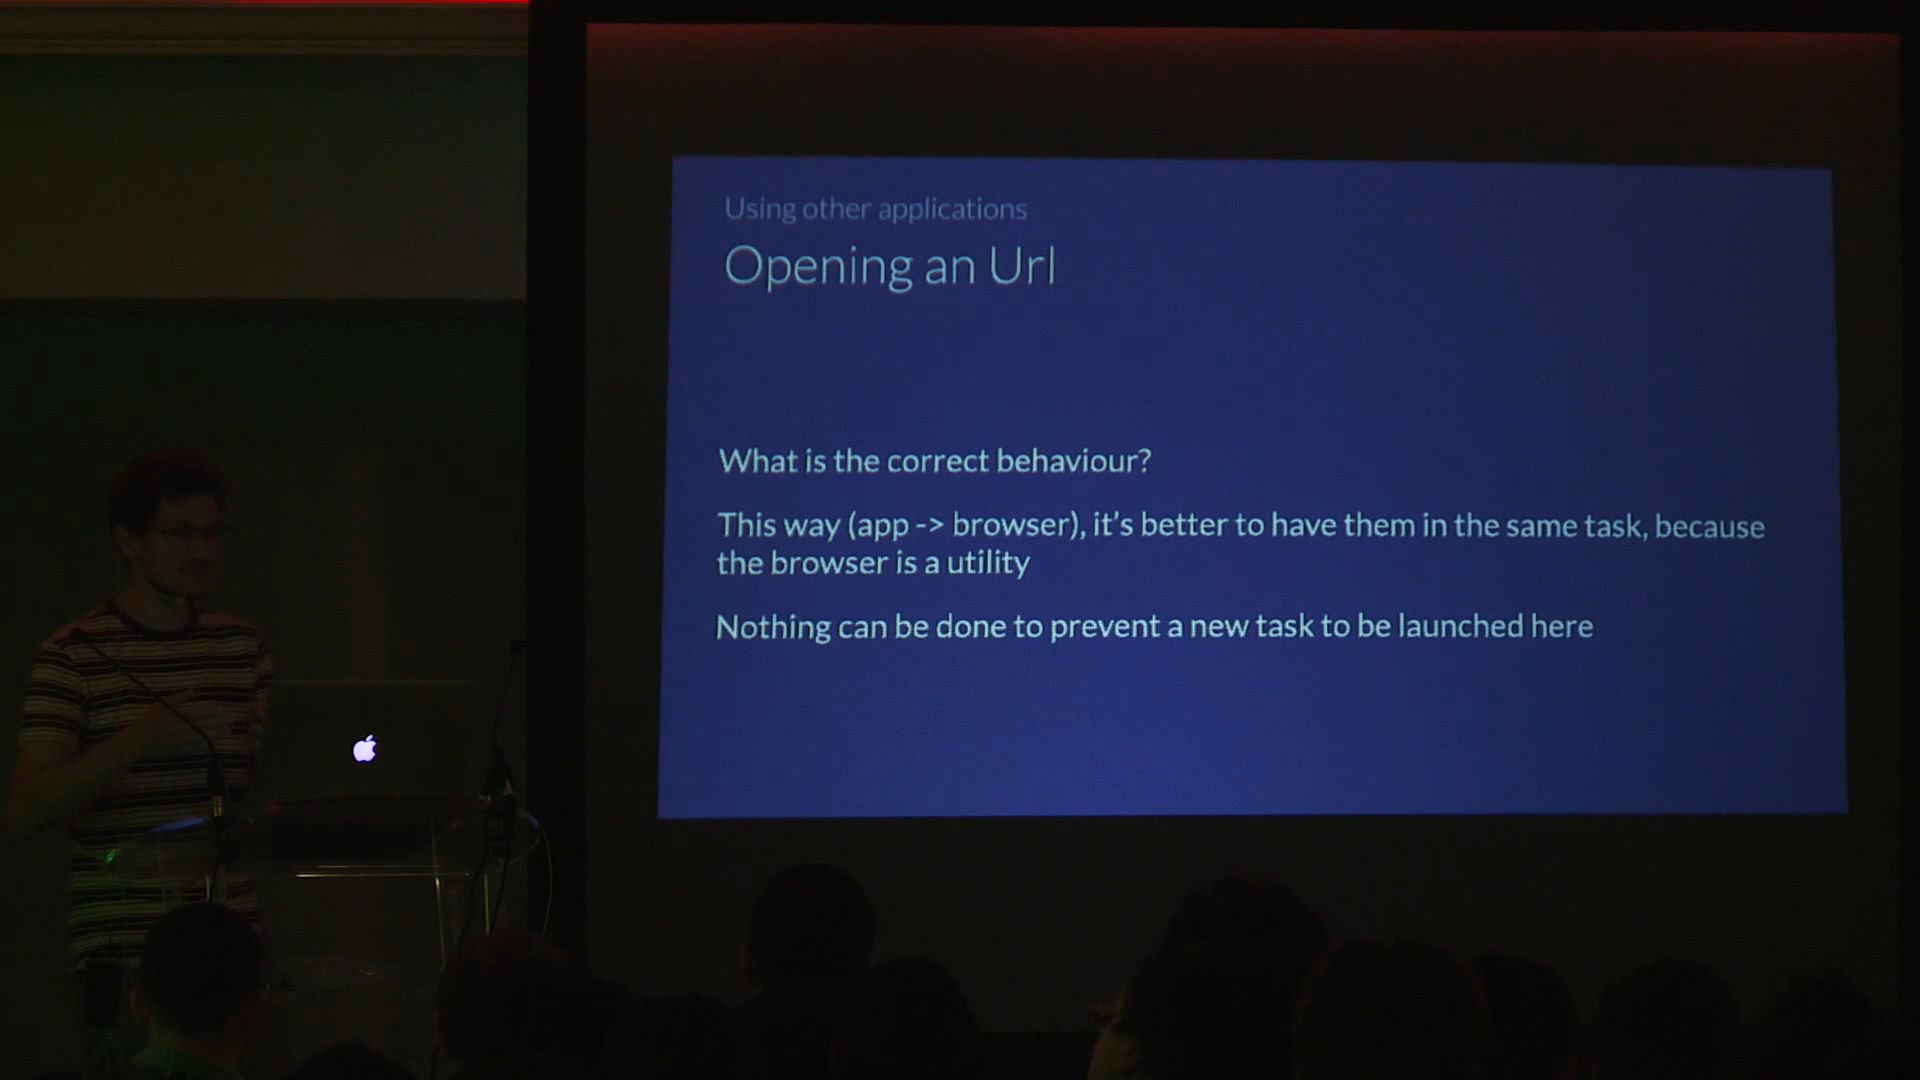 Using other applications
Opening an Url
What is the correct behaviour?
This way (app -> browser), it's better to have them in the same task, because
the browser is a utility
Nothing can be done to prevent a new task to be launched here